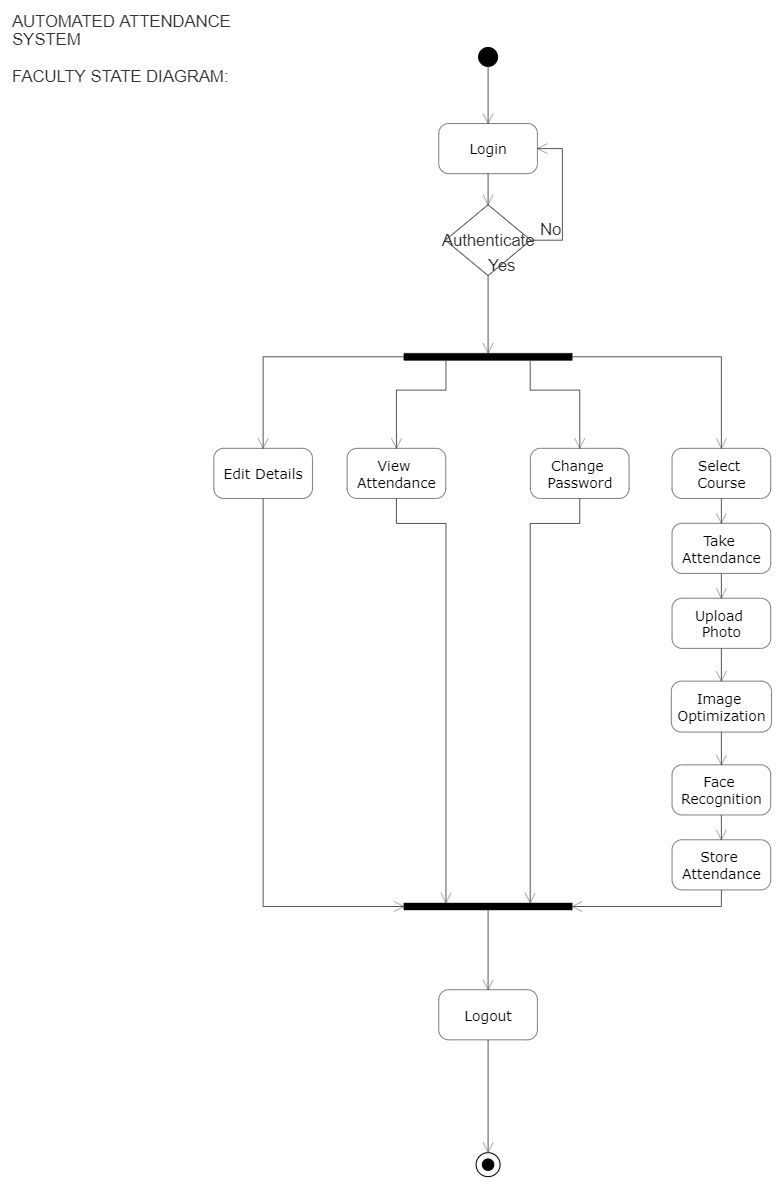 AUTOMATED ATTENDANCE
SYSTEM
FACULTY STATE DIAGRAM:
Login
No
Authenticate
Yes
Edit Details
View
Attendance
Change
Password
Select
Course
Take
Attendance
Upload
Photo
Image
Optimization
Face
Recognition
Store
Attendance
Logout